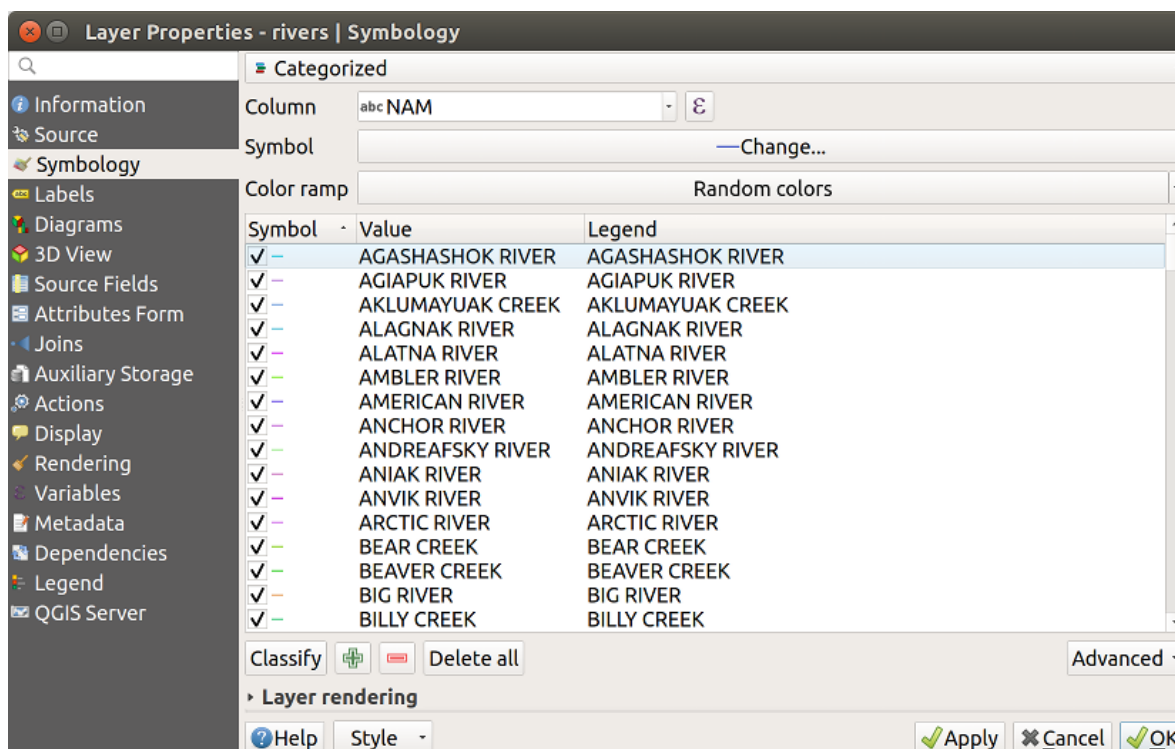 Layer Properties - rivers | Symbology
Information
Source
Symbology
Labels
Diagrams
3D View
Source Fields
Attributes Form
Joins
Auxiliary Storage
Actions
Display
Rendering
Variables
Metadata
Dependencies
Legend
QGIS Server
Categorized
Column abc NAM ε
Symbol Change...
Color ramp Random colors
Symbol Value Legend
AGASHASHOK RIVER AGASHASHOK RIVER
AGIAPUK RIVER AGIAPUK RIVER
AKLUMAYUAK CREEK AKLUMAYUAK CREEK
ALAGNAK RIVER ALAGNAK RIVER
ALATNA RIVER ALATNA RIVER
AMBLER RIVER AMBLER RIVER
AMERICAN RIVER AMERICAN RIVER
ANCHOR RIVER ANCHOR RIVER
ANDREAFSKY RIVER ANDREAFSKY RIVER
ANIAK RIVER ANIAK RIVER
ANVIK RIVER ANVIK RIVER
ARCTIC RIVER ARCTIC RIVER
BEAR CREEK BEAR CREEK
BEAVER CREEK BEAVER CREEK
BIG RIVER BIG RIVER
BILLY CREEK BILLY CREEK
Classify Delete all Advanced
Layer rendering
Help Style Apply Cancel OK